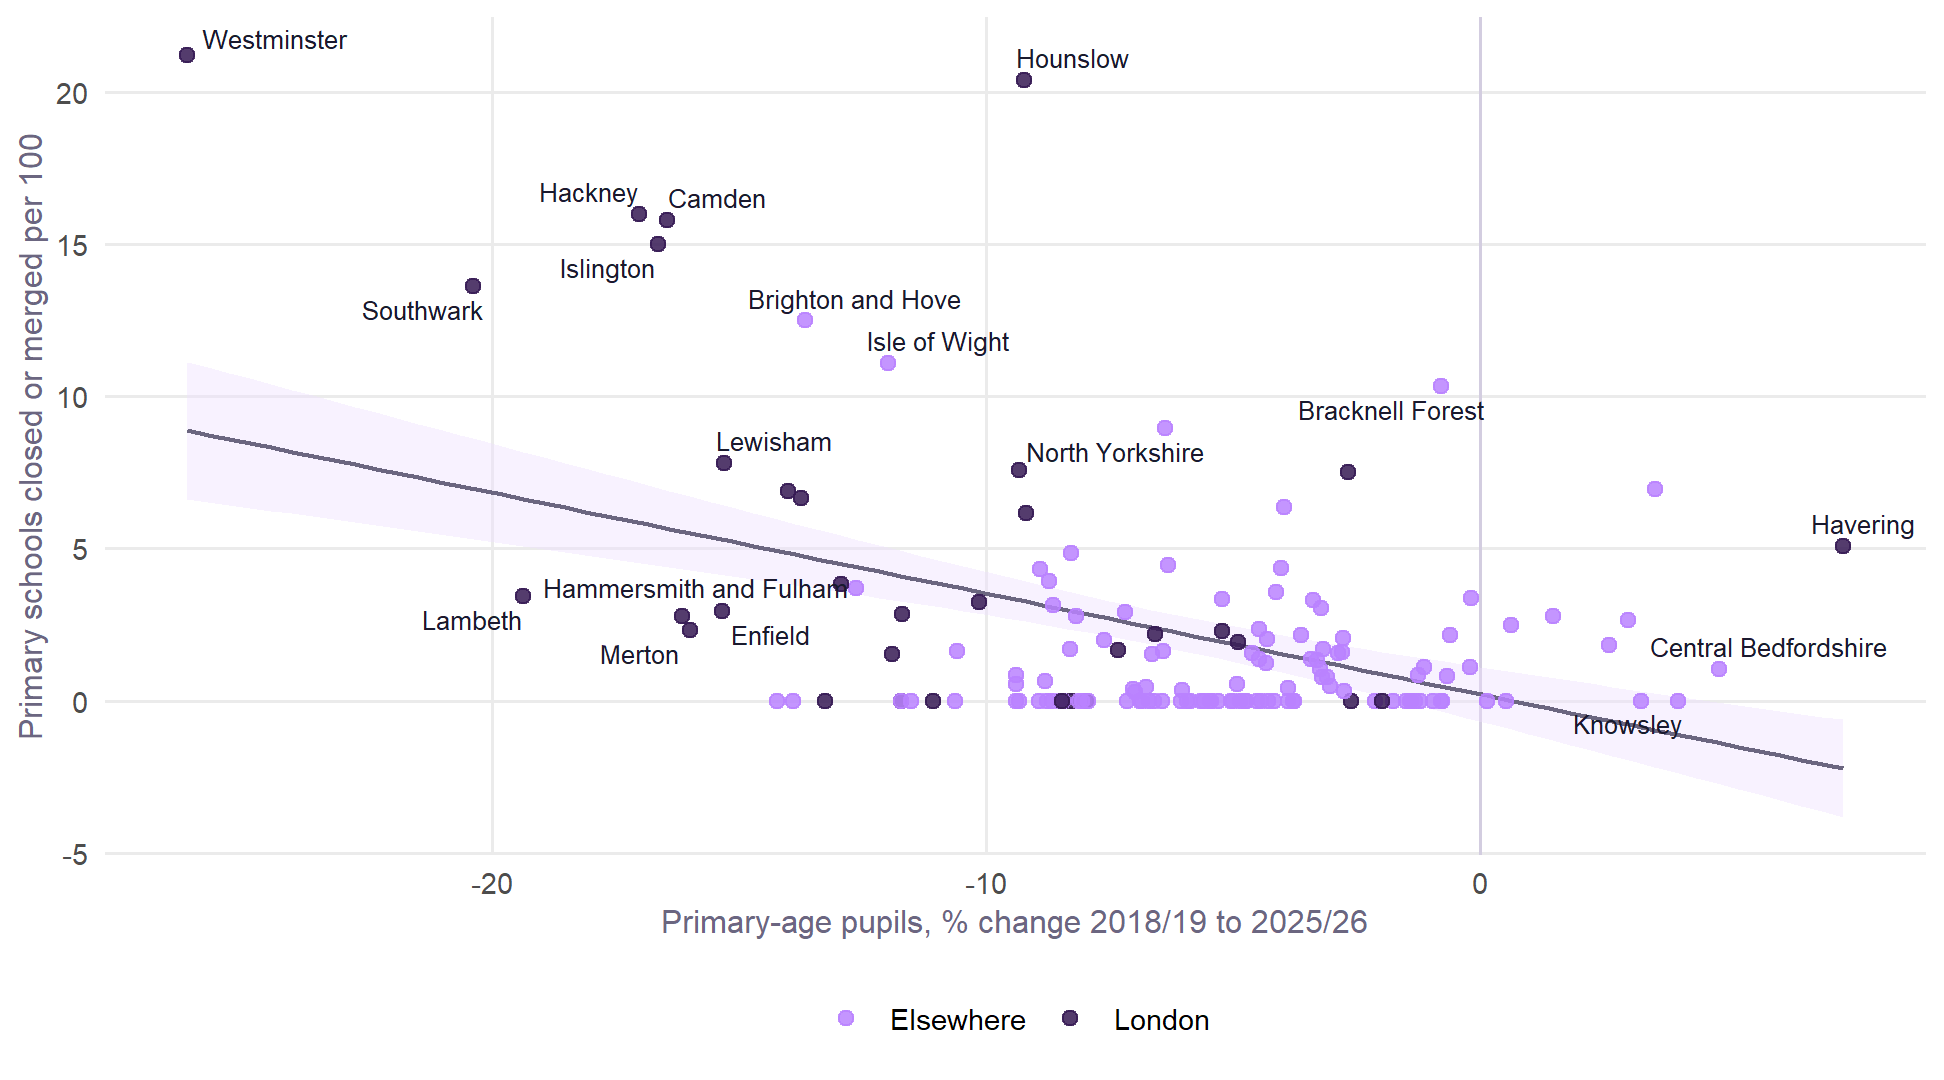 Westminster
Hounslow
20
Hackney
Camden
15
Islington
Southwark
Brighton and Hove
Isle of Wight
10
Bracknell Forest
Lewisham
North Yorkshire
5
Havering
Hammersmith and Fulham
Lambeth
Enfield
Merton
Central Bedfordshire
0
Knowsley
-5
Primary schools closed or merged per 100
-20
-10
0
Primary-age pupils, % change 2018/19 to 2025/26
Elsewhere
London